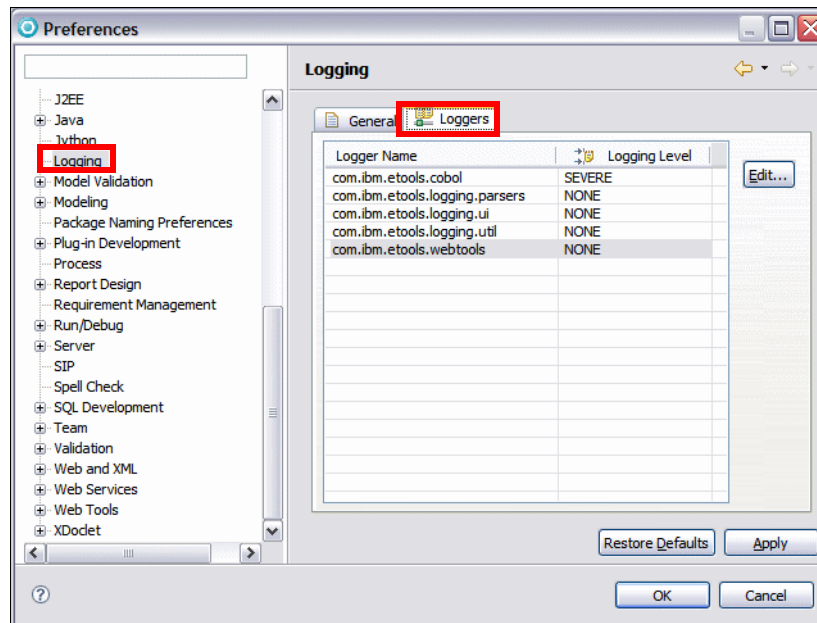 Preferences
Logging
J2EE
Java
Jython
Logging
Model Validation
Modeling
Package Naming Preferences
Plug-in Development
Process
Report Design
Requirement Management
Run/Debug
Server
SIP
Spell Check
SQL Development
Team
Validation
Web and XML
Web Services
Web Tools
XDoclet
General
Loggers
Logger Name Logging Level
com.ibm.etools.cobol SEVERE
com.ibm.etools.logging.parsers NONE
com.ibm.etools.logging.ui NONE
com.ibm.etools.logging.util NONE
com.ibm.etools.webtools NONE
Edit...
Restore Defaults Apply
OK Cancel